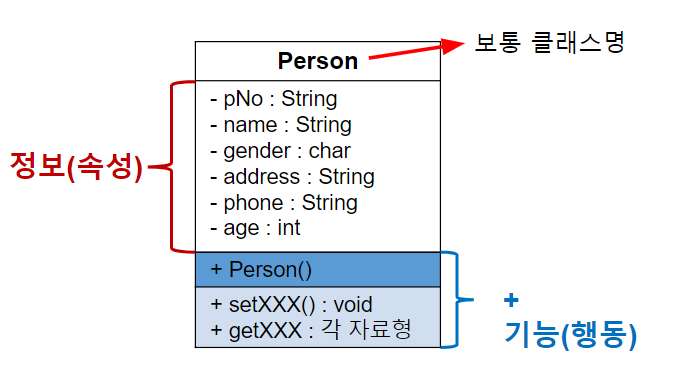 Person
보통 클래스명
- pNo : String
- name : String
- gender : char
- address : String
- phone : String
- age : int
정보(속성)
+ Person()
+ setXXX() : void
+ getXXX : 각 자료형
+
기능(행동)